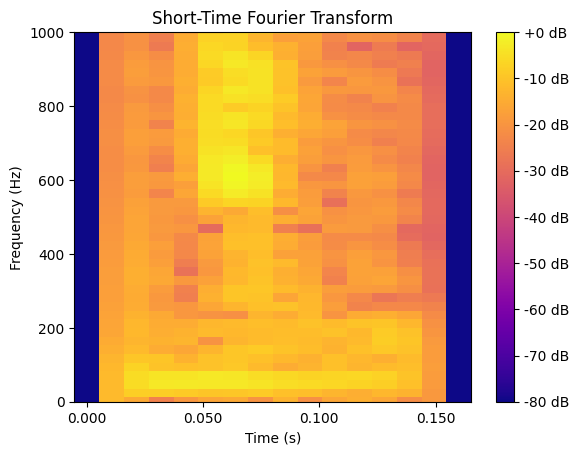 Short-Time Fourier Transform
1000
800
600
400
200
0
Frequency (Hz)
0.000
0.050
0.100
0.150
Time (s)
+0 dB
-10 dB
-20 dB
-30 dB
-40 dB
-50 dB
-60 dB
-70 dB
-80 dB